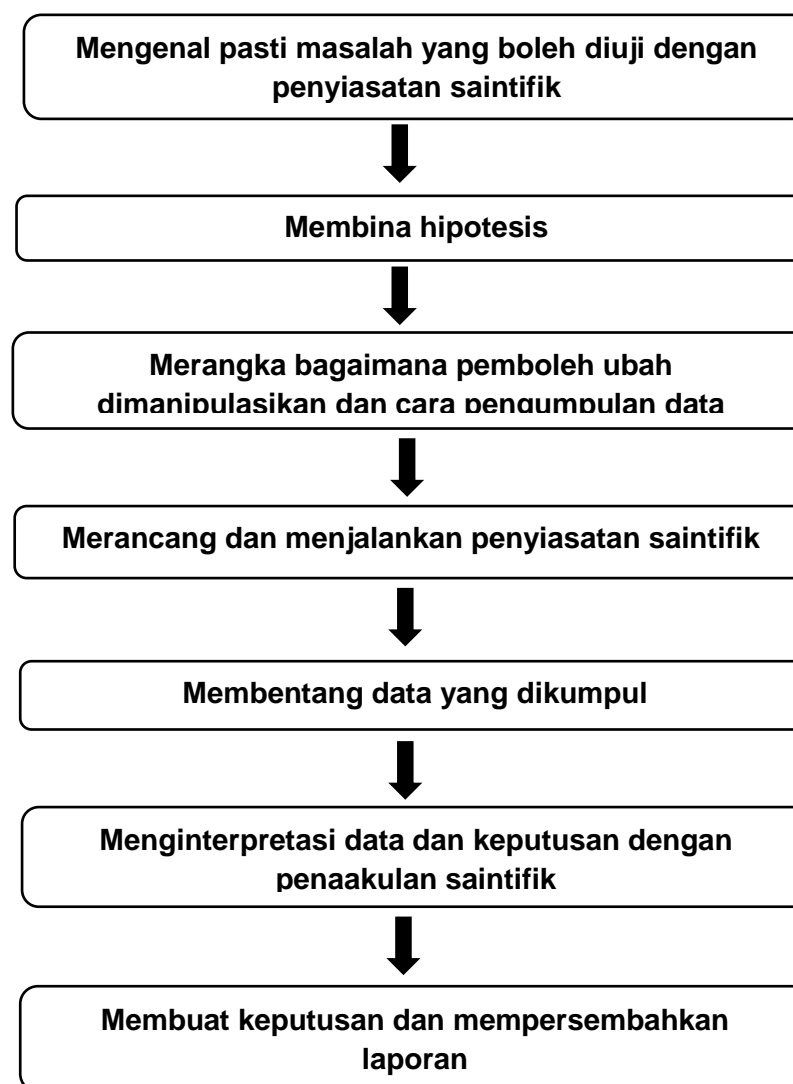 Mengenal pasti masalah yang boleh diuji dengan
penyiasatan saintifik
Membina hipotesis
Merangka bagaimana pemboleh ubah
dimanipulasikan dan cara pengumpulan data
Merancang dan menjalankan penyiasatan saintifik
Membentang data yang dikumpul
Menginterpretasi data dan keputusan dengan
penaakulan saintifik
Membuat keputusan dan mempersembahkan
laporan